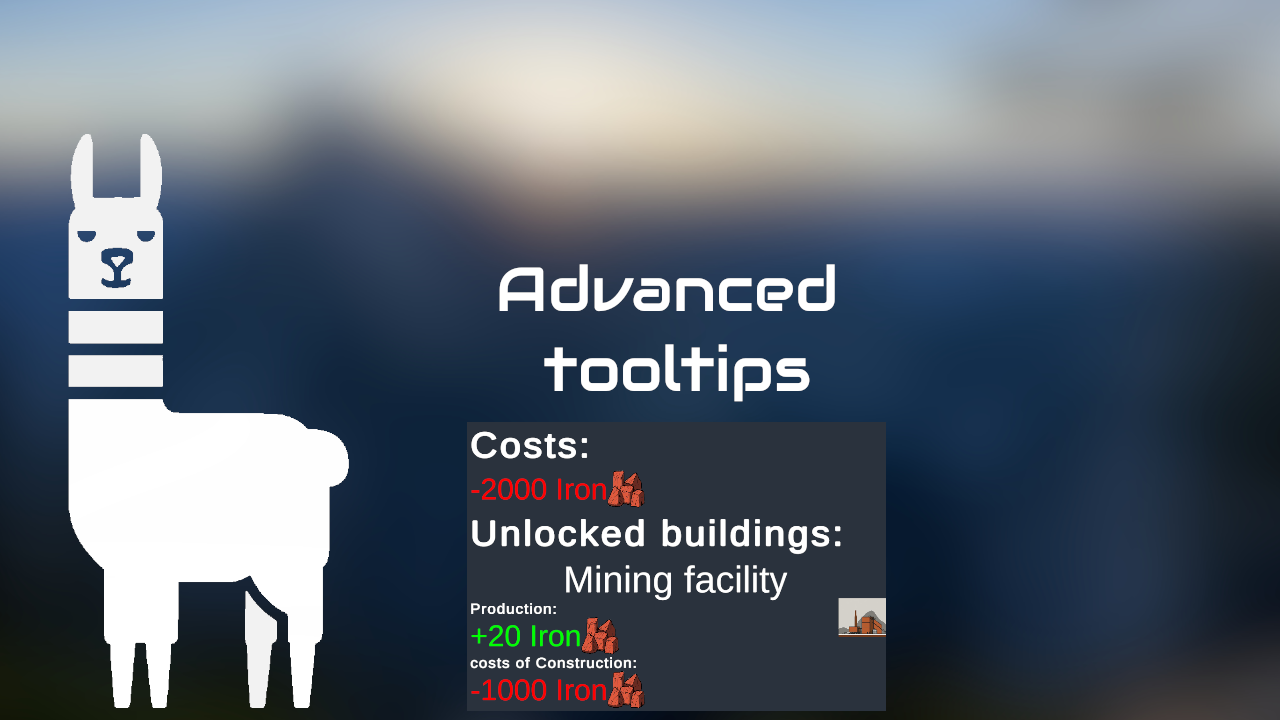 Advanced
tooltips
Costs:
-2000 Iron
Unlocked buildings:
Mining facility
Production:
+20 Iron
costs of Construction:
-1000 Iron